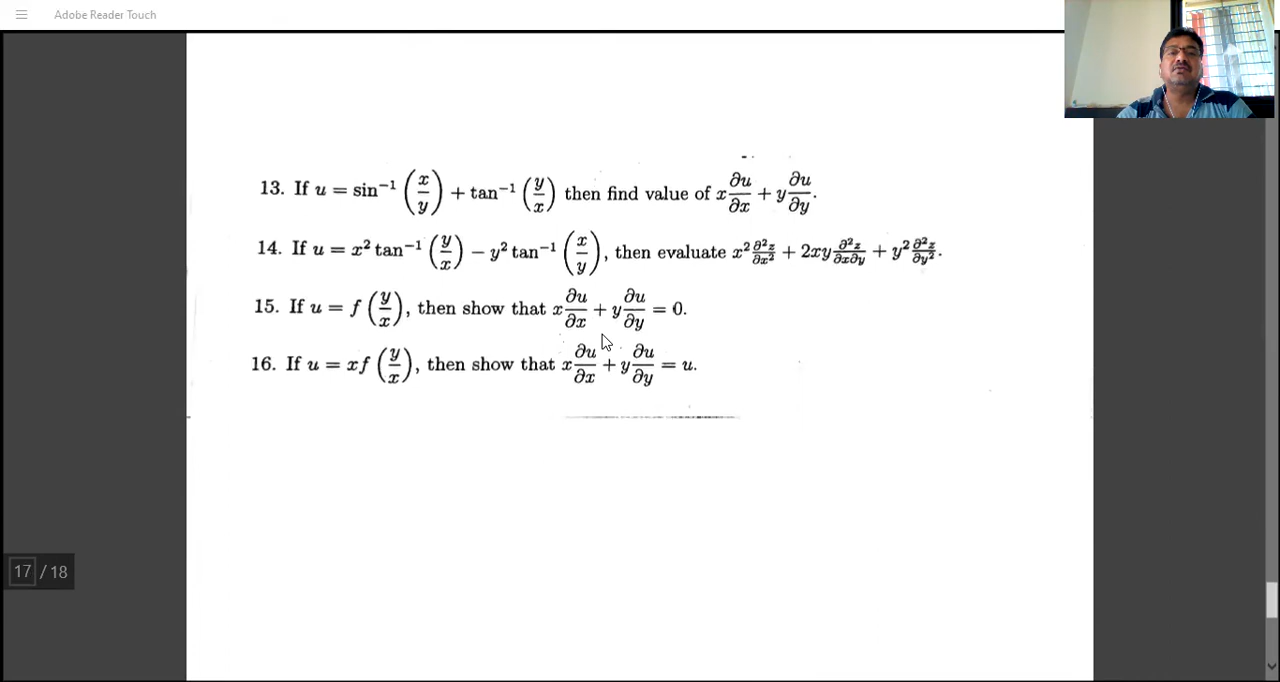 Adobe Reader Touch
13. If u = sin⁻¹ (x/y) + tan⁻¹ (y/x) then find value of x ∂u/∂x + y ∂u/∂y.
14. If u = x² tan⁻¹ (y/x) − y² tan⁻¹ (x/y), then evaluate x² ∂²z/∂x² + 2xy ∂²z/∂x∂y + y² ∂²z/∂y².
15. If u = f (y/x), then show that x ∂u/∂x + y ∂u/∂y = 0.
16. If u = xf (y/x), then show that x ∂u/∂x + y ∂u/∂y = u.
17 / 18